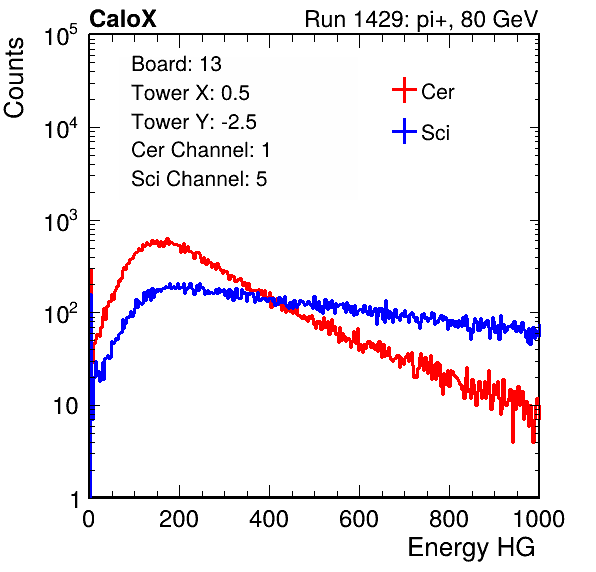 CaloX Run 1429: pi+, 80 GeV
Counts
Board: 13
Tower X: 0.5
Tower Y: -2.5
Cer Channel: 1
Sci Channel: 5
Cer
Sci
10^5
10^4
10^3
10^2
10
1
0 200 400 600 800 1000
Energy HG